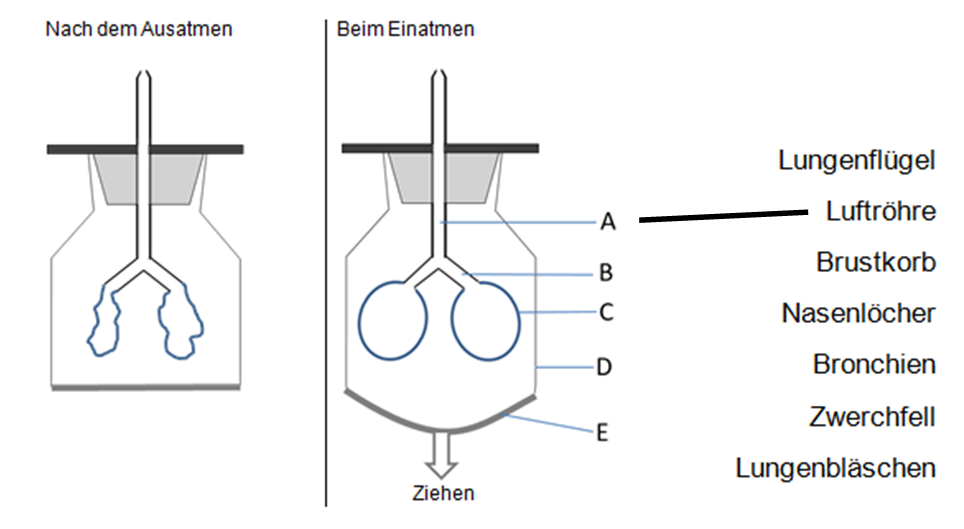 Nach dem Ausatmen
Beim Einatmen
A
B
C
D
E
Ziehen
Lungenflügel
Luftröhre
Brustkorb
Nasenlöcher
Bronchien
Zwerchfell
Lungenbläschen